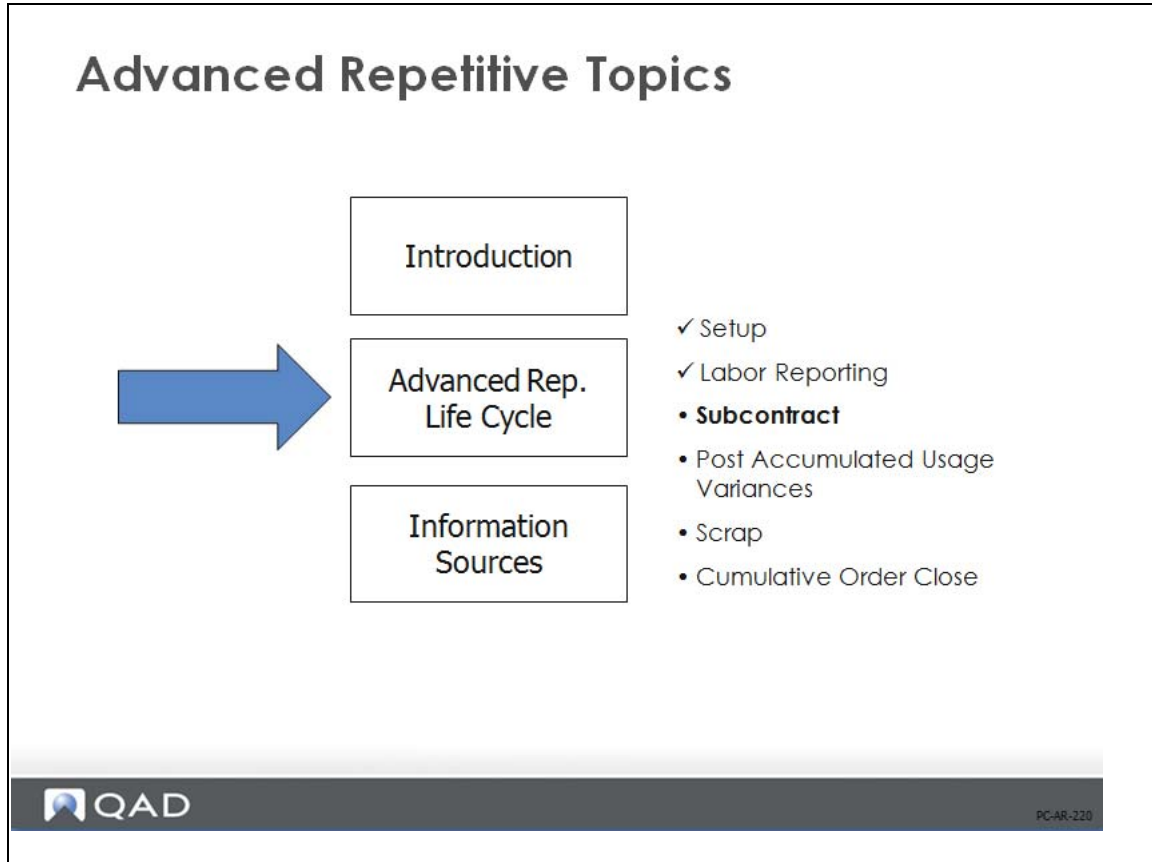 Advanced Repetitive Topics
Introduction
Advanced Rep.
Life Cycle
Information
Sources
✓ Setup
✓ Labor Reporting
• Subcontract
• Post Accumulated Usage
Variances
• Scrap
• Cumulative Order Close
QAD
PC-AR-220